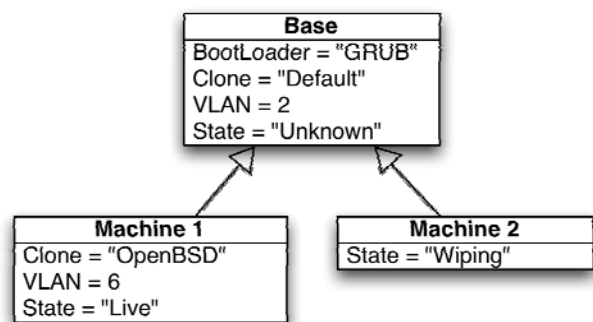 Base
BootLoader = "GRUB"
Clone = "Default"
VLAN = 2
State = "Unknown"
Machine 1
Clone = "OpenBSD"
VLAN = 6
State = "Live"
Machine 2
State = "Wiping"